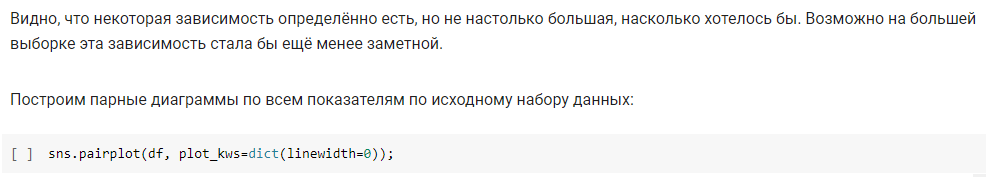 Видно, что некоторая зависимость определённо есть, но не настолько большая, насколько хотелось бы. Возможно на большей
выборке эта зависимость стала бы ещё менее заметной.
Построим парные диаграммы по всем показателям по исходному набору данных:
[ ] sns.pairplot(df, plot_kws=dict(linewidth=0));